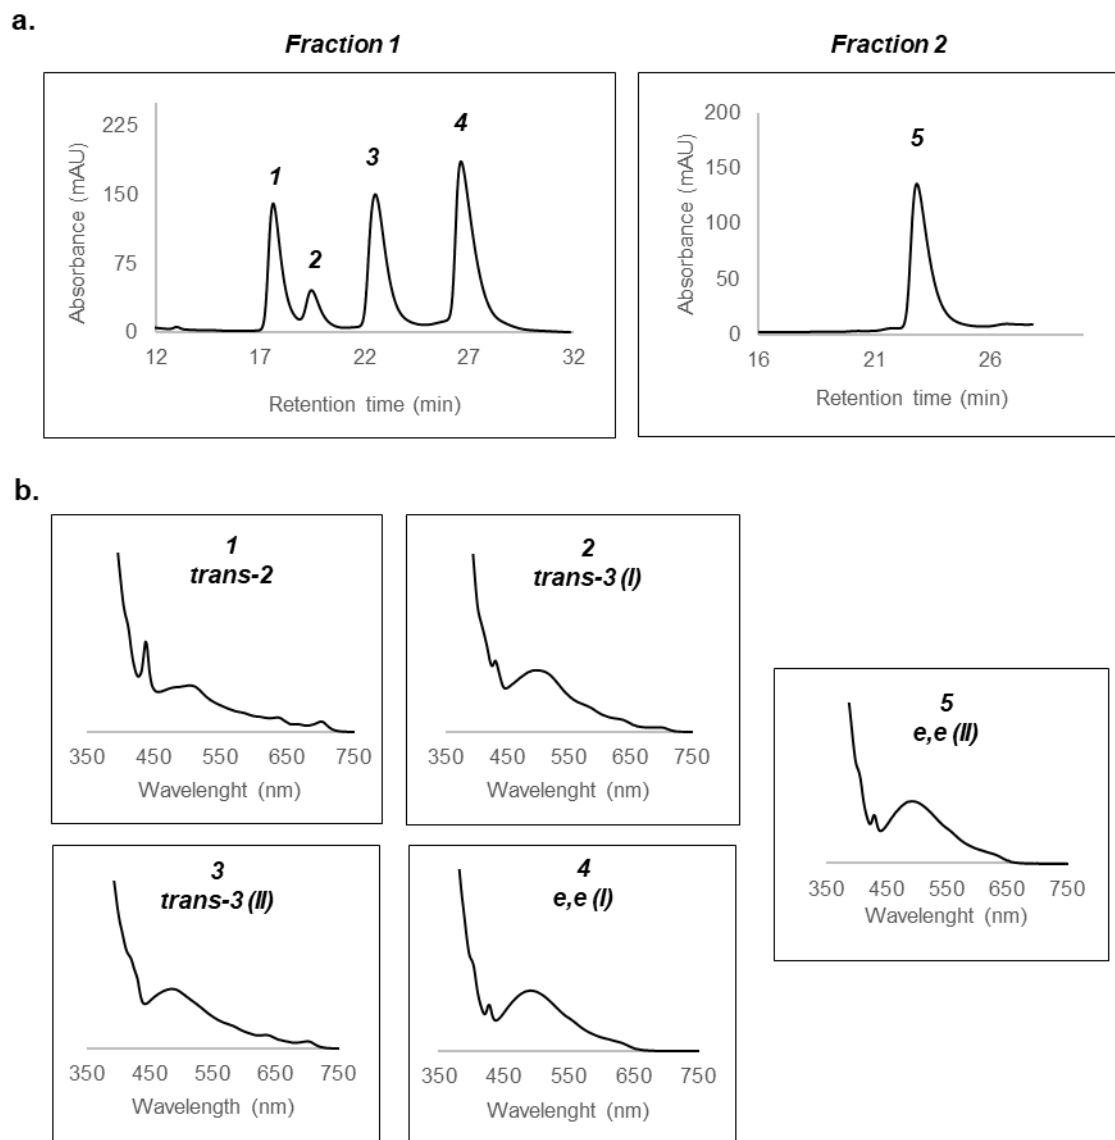 a.
Fraction 1
Fraction 2
Absorbance (mAU)
225
150
75
0
1
2
3
4
12 17 22 27 32
Retention time (min)
Absorbance (mAU)
200
150
100
50
0
5
16 21 26
Retention time (min)
b.
1
trans-2
350 450 550 650 750
Wavelenght (nm)
2
trans-3 (I)
350 450 550 650 750
Wavelenght (nm)
5
e,e (II)
350 450 550 650 750
Wavelenght (nm)
3
trans-3 (II)
350 450 550 650 750
Wavelength (nm)
4
e,e (I)
350 450 550 650 750
Wavelenght (nm)